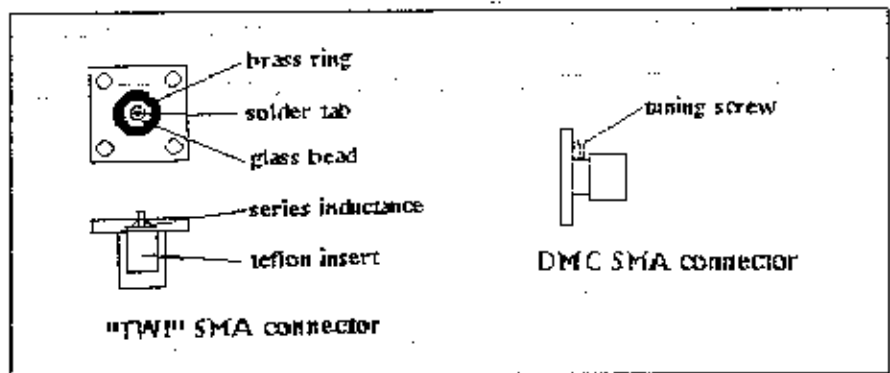 brass ring
solder tab
glass bead
series inductance
teflon insert
"TWI" SMA connector
tuning screw
DMC SMA connector